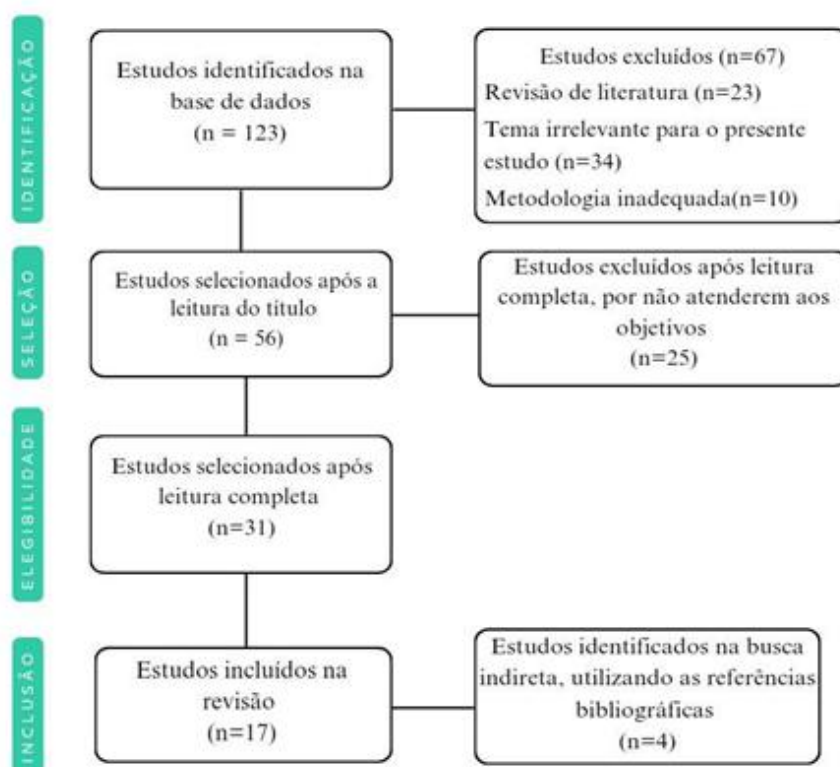 IDENTIFICAÇÃO
Estudos identificados na
base de dados
(n = 123)
Estudos excluídos (n=67)
Revisão de literatura (n=23)
Tema irrelevante para o presente
estudo (n=34)
Metodologia inadequada(n=10)
SELEÇÃO
Estudos selecionados após a
leitura do título
(n = 56)
Estudos excluídos após leitura
completa, por não atenderem aos
objetivos
(n=25)
ELEGIBILIDADE
Estudos selecionados após
leitura completa
(n=31)
INCLUSÃO
Estudos incluídos na
revisão
(n=17)
Estudos identificados na busca
indireta, utilizando as referências
bibliográficas
(n=4)